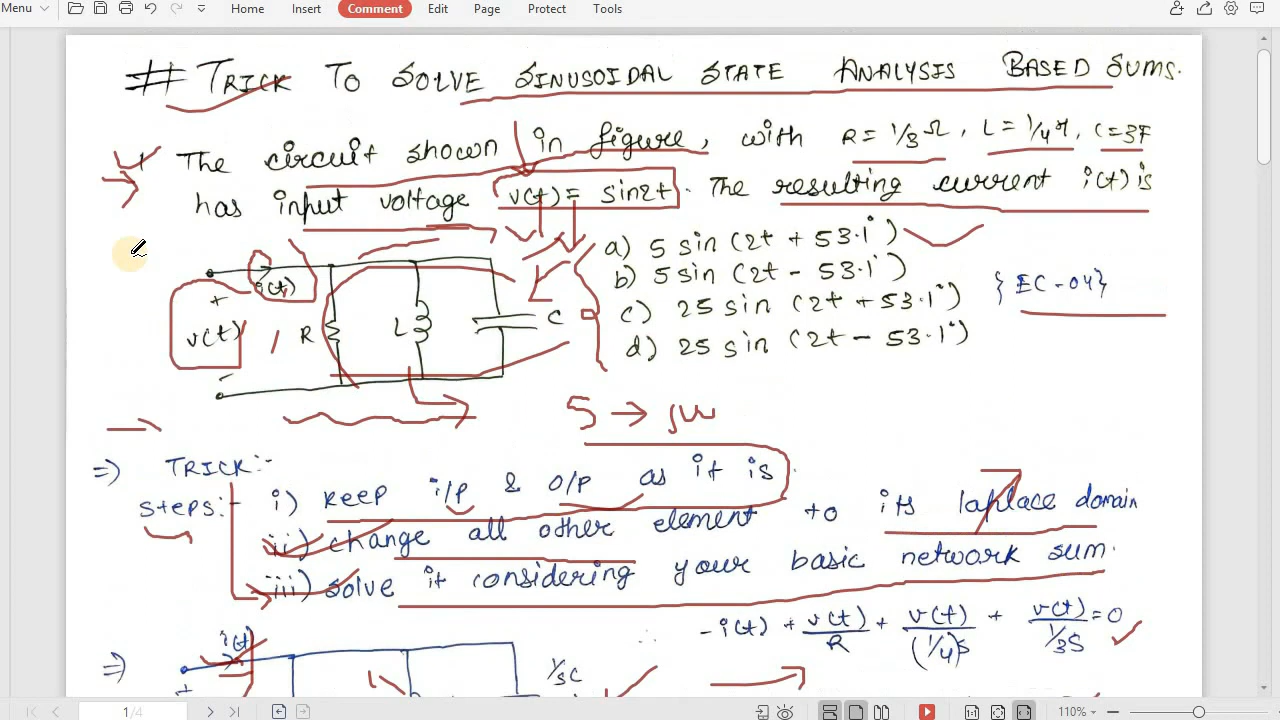 Menu Home Insert Comment Edit Page Protect Tools
# TRICK TO SOLVE SINUSOIDAL STATE ANALYSIS BASED SUMS.
The circuit shown in figure, with R = 1/3 Ω, L = 1/4 H, C = 3F
has input voltage v(t) = sin2t. The resulting current i(t) is
a) 5 sin (2t + 53.1°)
b) 5 sin (2t - 53.1°)
c) 25 sin (2t + 53.1°)
d) 25 sin (2t - 53.1°)
{EC-04}
i(t)
+
v(t)
-
R
L
C
S → jw
=) TRICK:-
Steps:- i) Keep i/p & O/P as it is.
ii) change all other element to its laplace domain
iii) solve it considering your basic network sum.
-i(t) + v(t)/R + v(t)/(1/4)s + v(t)/1/3s = 0
=)
i(t)
+
1/sc
1/4
110%